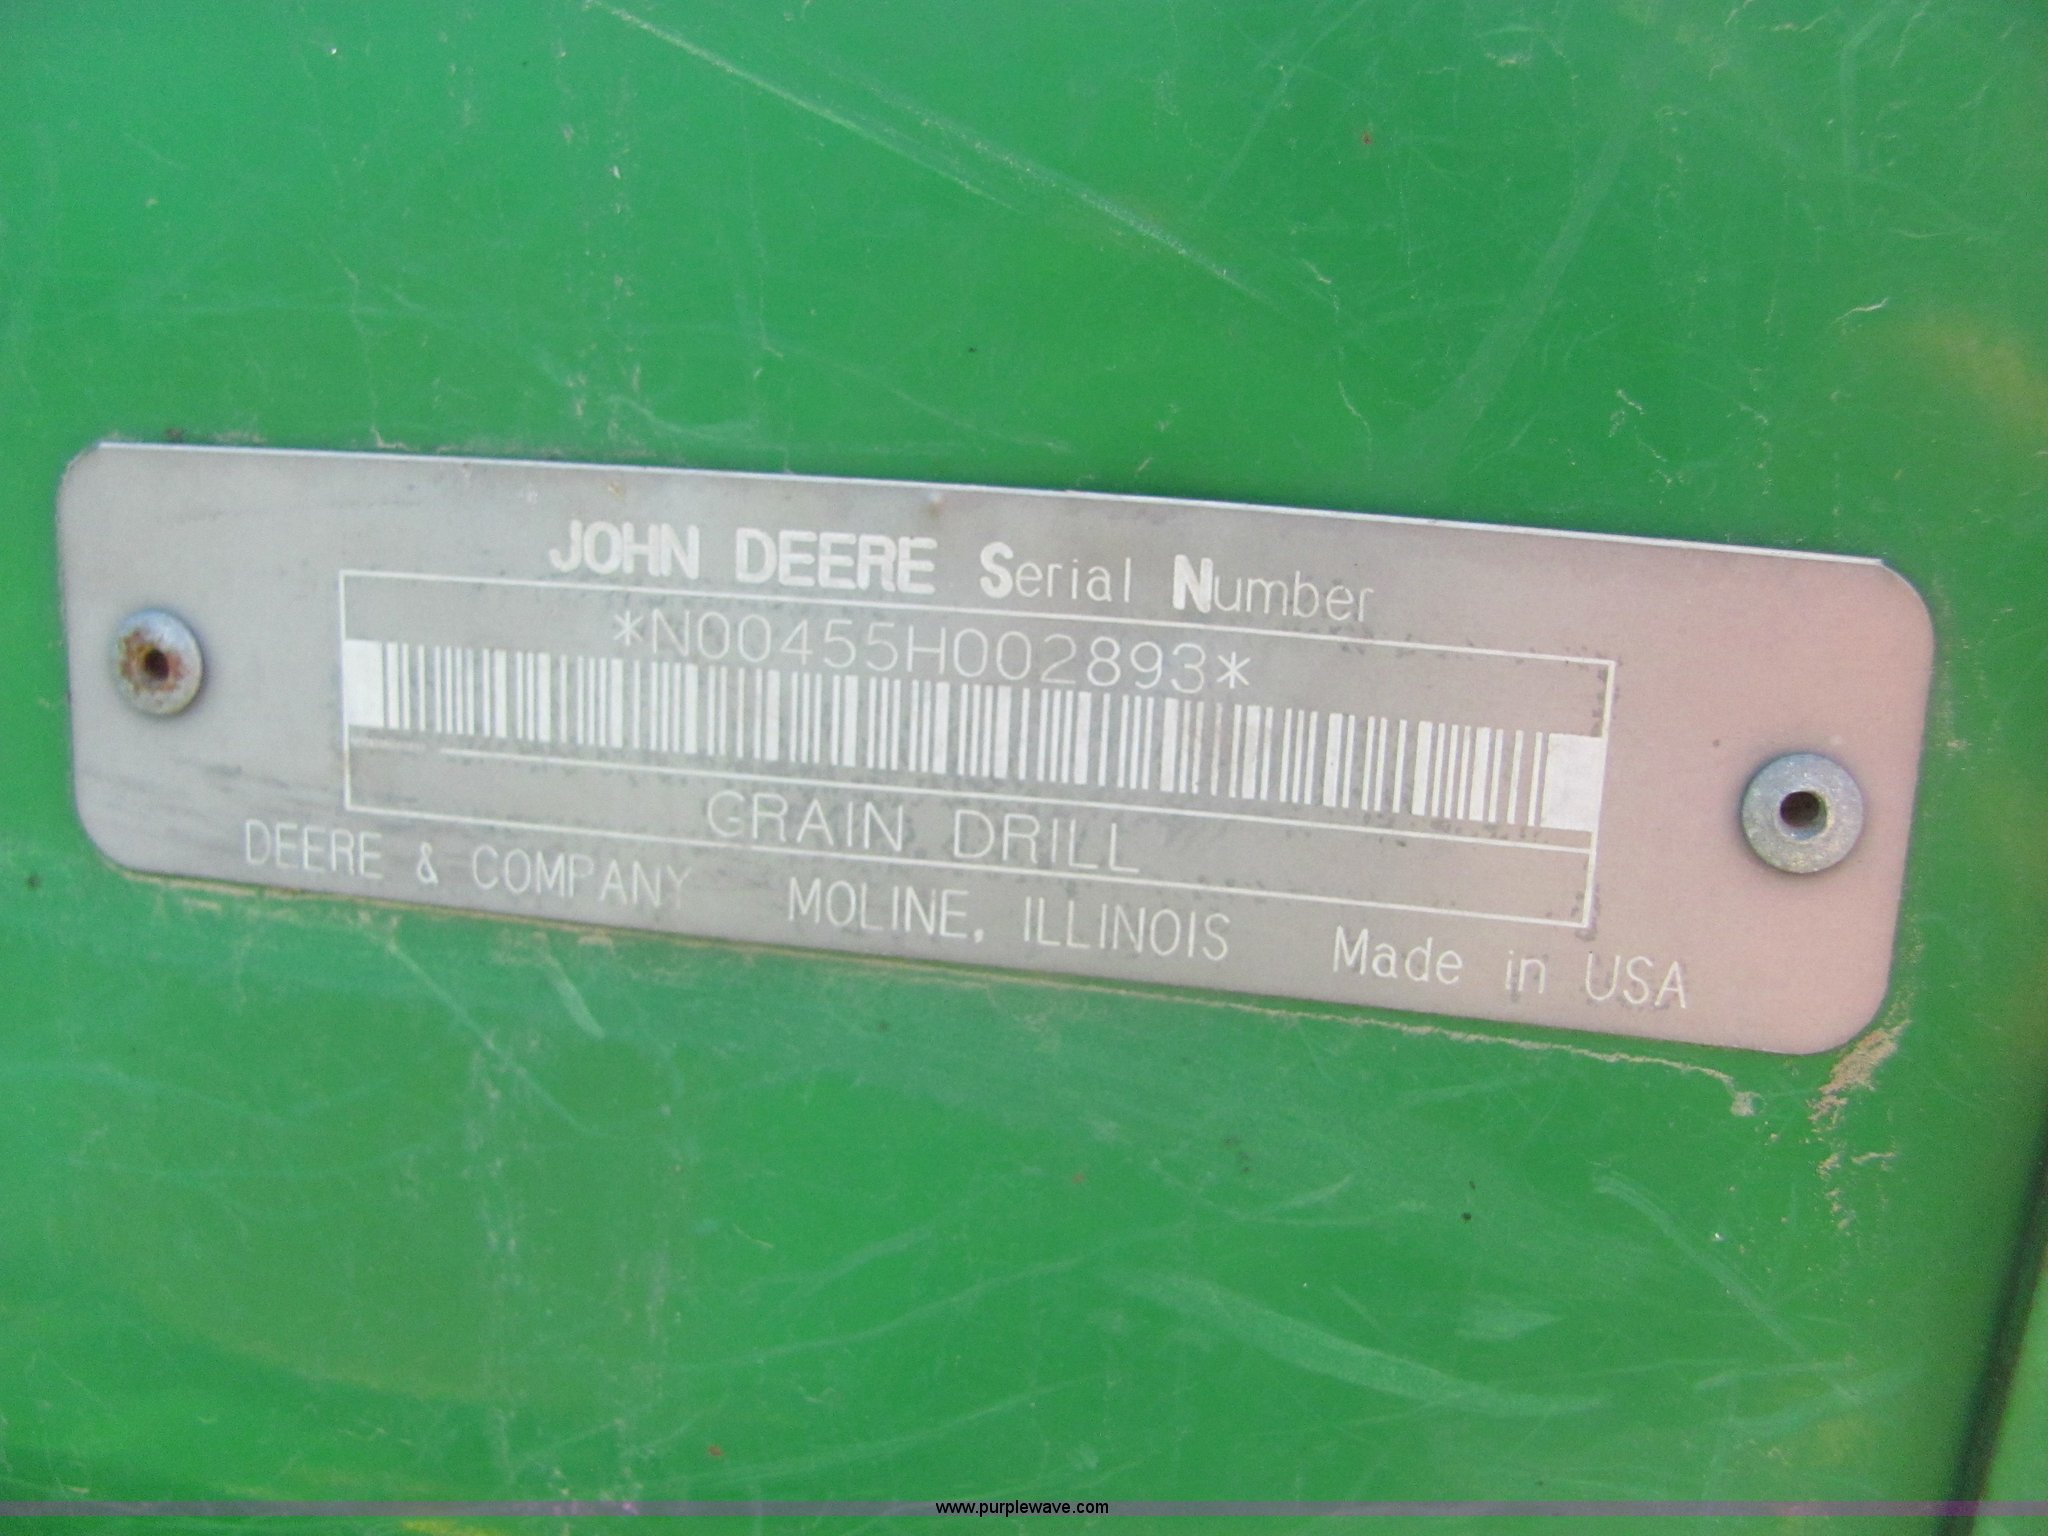 JOHN DEERE Serial Number
*N00455H002893*
GRAIN DRILL
DEERE & COMPANY MOLINE, ILLINOIS Made in USA
www.purplewave.com